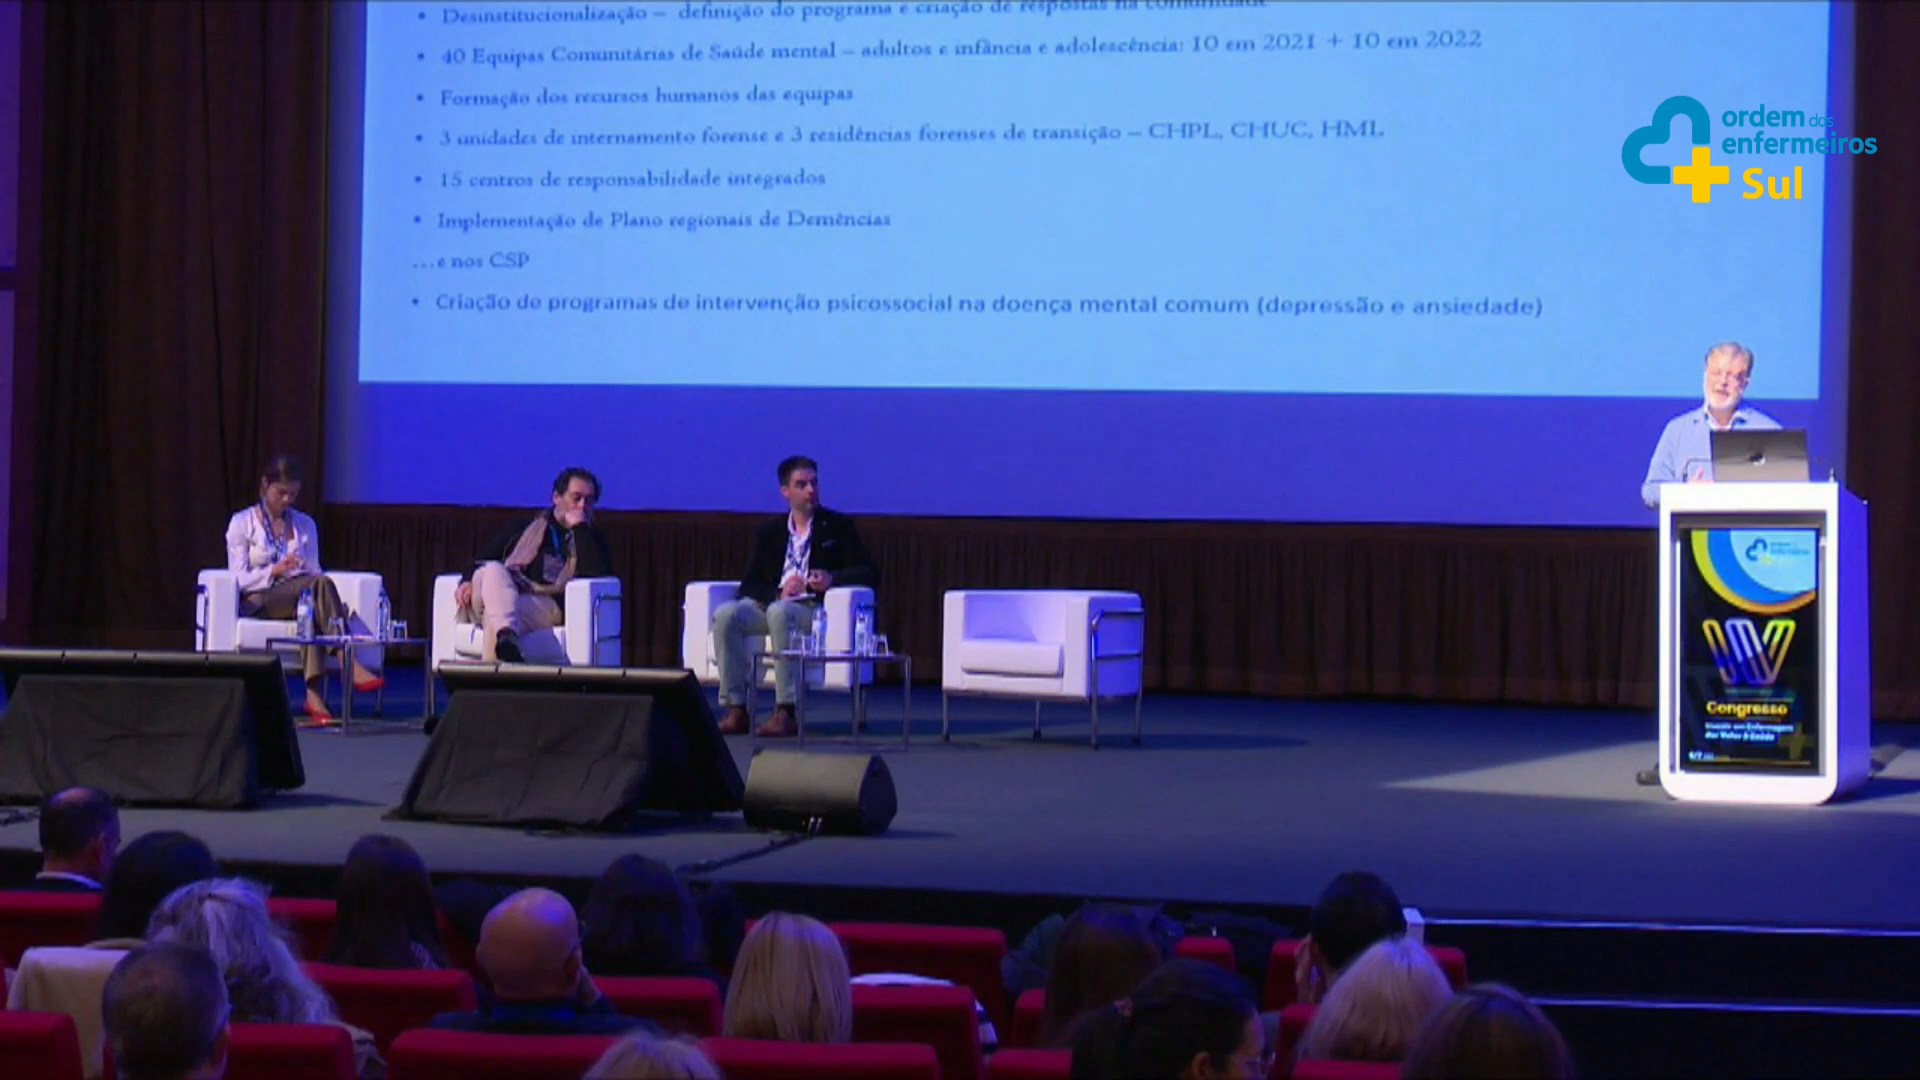 • Desinstitucionalização – definição do programa e criação de respostas na comunidade
• 40 Equipas Comunitárias de Saúde mental – adultos e infância e adolescência: 10 em 2021 + 10 em 2022
• Formação dos recursos humanos das equipas
• 3 unidades de internamento forense e 3 residências forenses de transição – CHPL, CHUC, HML
• 15 centros de responsabilidade integrados
• Implementação de Plano regionais de Demências
…e nos CSP
• Criação de programas de intervenção psicossocial na doença mental comum (depressão e ansiedade)
ordem dos
enfermeiros
Sul
IV
Congresso